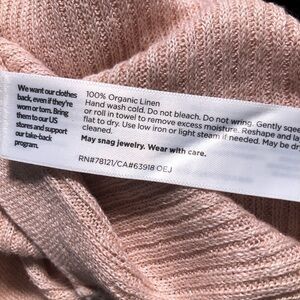 We want our clothes
back, even if they're
worn or torn. Bring
them to our US
stores and support
our take-back
program.
100% Organic Linen
Hand wash cold. Do not bleach. Do not wring. Gently
or roll in towel to remove excess moisture. Reshape and
flat to dry. Use low iron or light steam if needed. May be
cleaned.
May snag jewelry. Wear with care.
RN#78121/CA#63918 OEJ